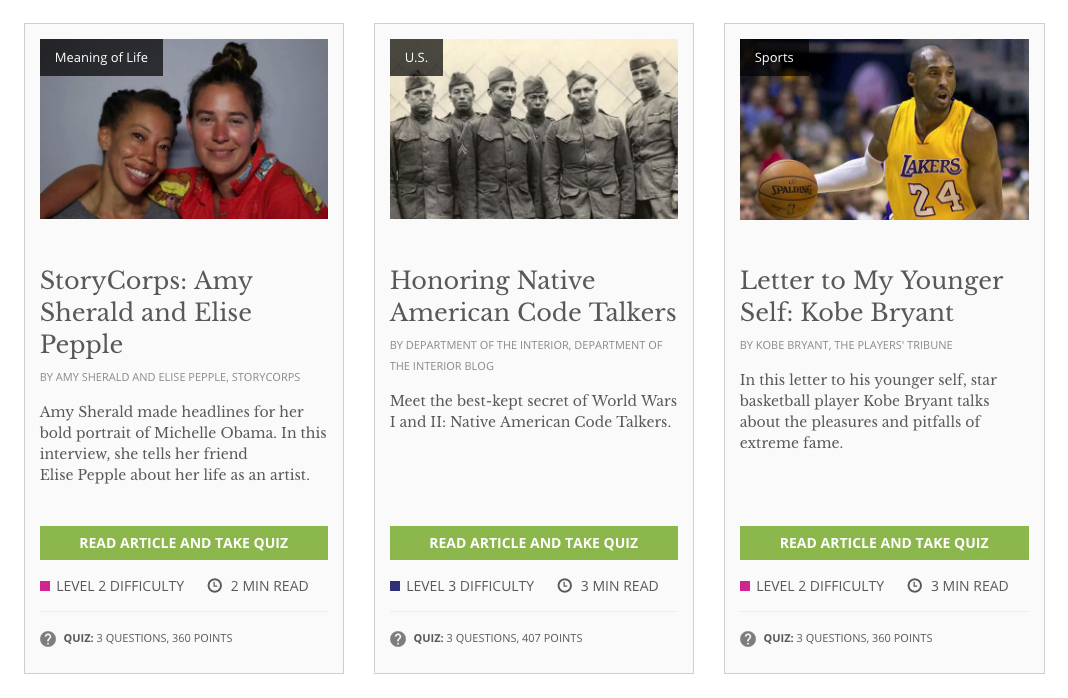 Meaning of Life
StoryCorps: Amy
Sherald and Elise
Pepple
BY AMY SHERALD AND ELISE PEPPLE, STORYCORPS
Amy Sherald made headlines for her
bold portrait of Michelle Obama. In this
interview, she tells her friend
Elise Pepple about her life as an artist.
READ ARTICLE AND TAKE QUIZ
LEVEL 2 DIFFICULTY 2 MIN READ
? QUIZ: 3 QUESTIONS, 360 POINTS
U.S.
Honoring Native
American Code Talkers
BY DEPARTMENT OF THE INTERIOR, DEPARTMENT OF
THE INTERIOR BLOG
Meet the best-kept secret of World Wars
I and II: Native American Code Talkers.
READ ARTICLE AND TAKE QUIZ
LEVEL 3 DIFFICULTY 3 MIN READ
? QUIZ: 3 QUESTIONS, 407 POINTS
Sports
SPALDING
LAKERS
24
Letter to My Younger
Self: Kobe Bryant
BY KOBE BRYANT, THE PLAYERS' TRIBUNE
In this letter to his younger self, star
basketball player Kobe Bryant talks
about the pleasures and pitfalls of
extreme fame.
READ ARTICLE AND TAKE QUIZ
LEVEL 2 DIFFICULTY 3 MIN READ
? QUIZ: 3 QUESTIONS, 360 POINTS